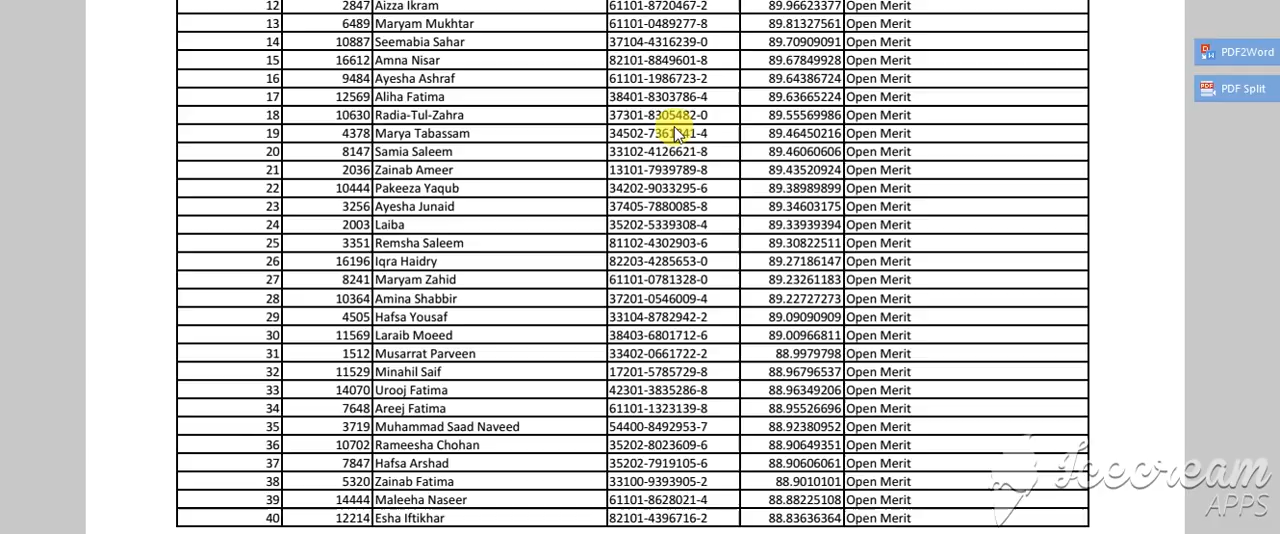 12 2847 Aizza Ikram 61101-8720467-2 89.96623377 Open Merit
13 6489 Maryam Mukhtar 61101-0489277-8 89.81327561 Open Merit
14 10887 Seemabia Sahar 37104-4316239-0 89.70909091 Open Merit
15 16612 Amna Nisar 82101-8849601-8 89.67849928 Open Merit
16 9484 Ayesha Ashraf 61101-1986723-2 89.64386724 Open Merit
17 12569 Aliha Fatima 38401-8303786-4 89.63665224 Open Merit
18 10630 Radia-Tul-Zahra 37301-8305482-0 89.55569986 Open Merit
19 4378 Marya Tabassam 89.46450216 Open Merit
20 8147 Samia Saleem 33102-4126621-8 89.46060606 Open Merit
21 2036 Zainab Ameer 13101-7939789-8 89.43520924 Open Merit
22 10444 Pakeeza Yaqub 34202-9033295-6 89.38989899 Open Merit
23 3256 Ayesha Junaid 37405-7880085-8 89.34603175 Open Merit
24 2003 Laiba 35202-5339308-4 89.33939394 Open Merit
25 3351 Remsha Saleem 81102-4302903-6 89.30822511 Open Merit
26 16196 Iqra Haidry 82203-4285653-0 89.27186147 Open Merit
27 8241 Maryam Zahid 61101-0781328-0 89.23261183 Open Merit
28 10364 Amina Shabbir 37201-0546009-4 89.22727273 Open Merit
29 4505 Hafsa Yousaf 33104-8782942-2 89.09090909 Open Merit
30 11569 Laraib Moeed 38403-6801712-6 89.00966811 Open Merit
31 1512 Musarrat Parveen 33402-0661722-2 88.9979798 Open Merit
32 11529 Minahil Saif 17201-5785729-8 88.96796537 Open Merit
33 14070 Urooj Fatima 42301-3835286-8 88.96349206 Open Merit
34 7648 Areej Fatima 61101-1323139-8 88.95526696 Open Merit
35 3719 Muhammad Saad Naveed 54400-8492953-7 88.92380952 Open Merit
36 10702 Rameesha Chohan 35202-8023609-6 88.90649351 Open Merit
37 7847 Hafsa Arshad 35202-7919105-6 88.90606061 Open Merit
38 5320 Zainab Fatima 33100-9393905-2 88.9010101 Open Merit
39 14444 Maleeha Naseer 61101-8628021-4 88.88225108 Open Merit
40 12214 Esha Iftikhar 82101-4396716-2 88.83636364 Open Merit
PDF2Word
PDF Split
Icecream
APPS